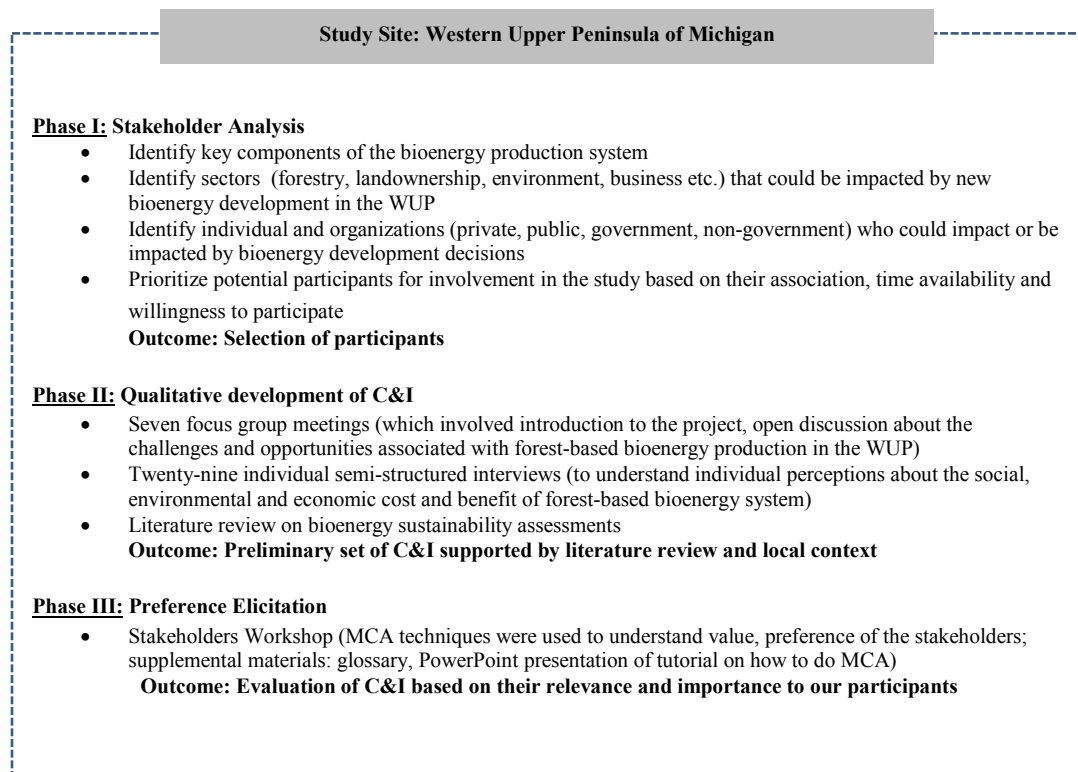 Study Site: Western Upper Peninsula of Michigan
Phase I: Stakeholder Analysis
• Identify key components of the bioenergy production system
• Identify sectors (forestry, landownership, environment, business etc.) that could be impacted by new
bioenergy development in the WUP
• Identify individual and organizations (private, public, government, non-government) who could impact or be
impacted by bioenergy development decisions
• Prioritize potential participants for involvement in the study based on their association, time availability and
willingness to participate
Outcome: Selection of participants
Phase II: Qualitative development of C&I
• Seven focus group meetings (which involved introduction to the project, open discussion about the
challenges and opportunities associated with forest-based bioenergy production in the WUP)
• Twenty-nine individual semi-structured interviews (to understand individual perceptions about the social,
environmental and economic cost and benefit of forest-based bioenergy system)
• Literature review on bioenergy sustainability assessments
Outcome: Preliminary set of C&I supported by literature review and local context
Phase III: Preference Elicitation
• Stakeholders Workshop (MCA techniques were used to understand value, preference of the stakeholders;
supplemental materials: glossary, PowerPoint presentation of tutorial on how to do MCA)
Outcome: Evaluation of C&I based on their relevance and importance to our participants